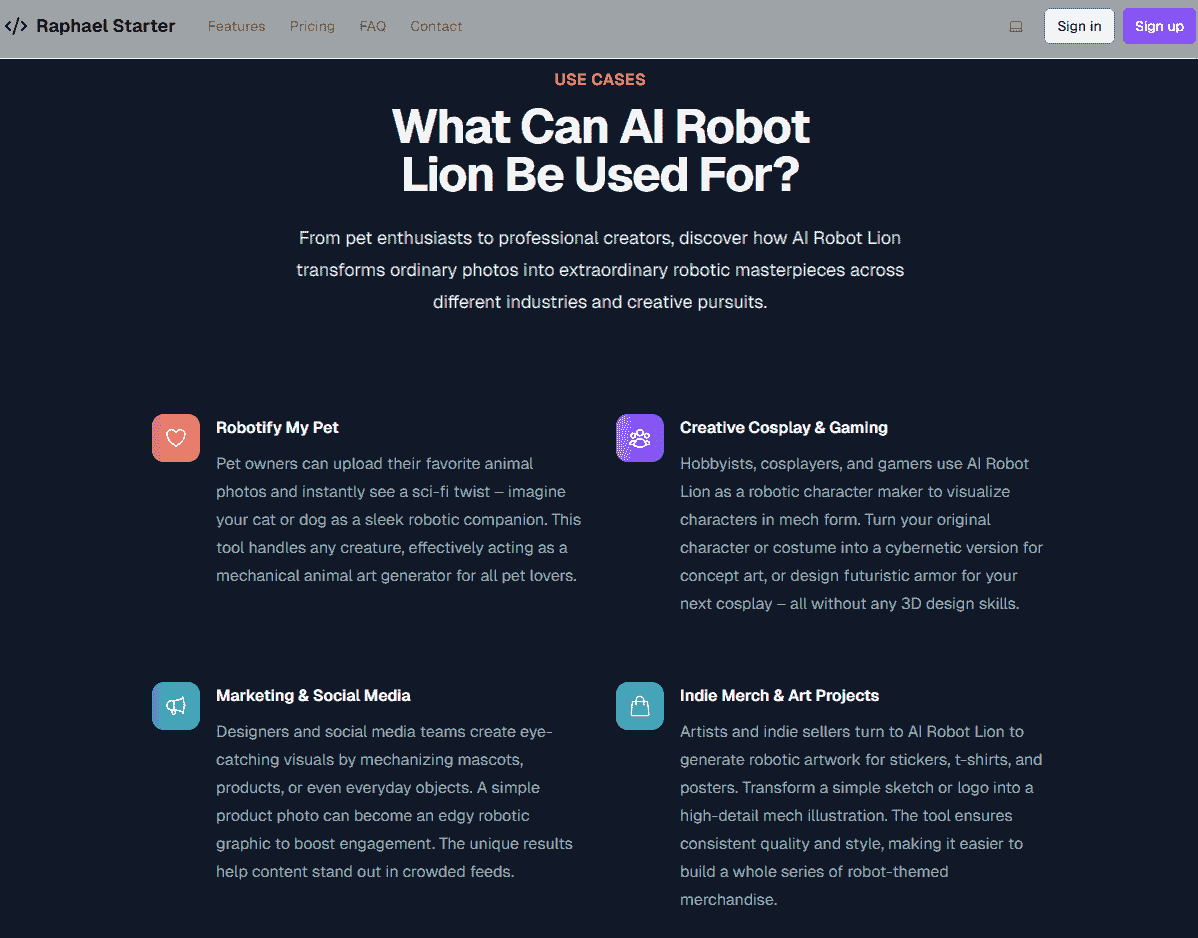 </> Raphael Starter Features Pricing FAQ Contact Sign in Sign up
USE CASES
What Can AI Robot
Lion Be Used For?
From pet enthusiasts to professional creators, discover how AI Robot Lion
transforms ordinary photos into extraordinary robotic masterpieces across
different industries and creative pursuits.
Robotify My Pet
Pet owners can upload their favorite animal
photos and instantly see a sci-fi twist – imagine
your cat or dog as a sleek robotic companion. This
tool handles any creature, effectively acting as a
mechanical animal art generator for all pet lovers.
Creative Cosplay & Gaming
Hobbyists, cosplayers, and gamers use AI Robot
Lion as a robotic character maker to visualize
characters in mech form. Turn your original
character or costume into a cybernetic version for
concept art, or design futuristic armor for your
next cosplay – all without any 3D design skills.
Marketing & Social Media
Designers and social media teams create eye-
catching visuals by mechanizing mascots,
products, or even everyday objects. A simple
product photo can become an edgy robotic
graphic to boost engagement. The unique results
help content stand out in crowded feeds.
Indie Merch & Art Projects
Artists and indie sellers turn to AI Robot Lion to
generate robotic artwork for stickers, t-shirts, and
posters. Transform a simple sketch or logo into a
high-detail mech illustration. The tool ensures
consistent quality and style, making it easier to
build a whole series of robot-themed
merchandise.